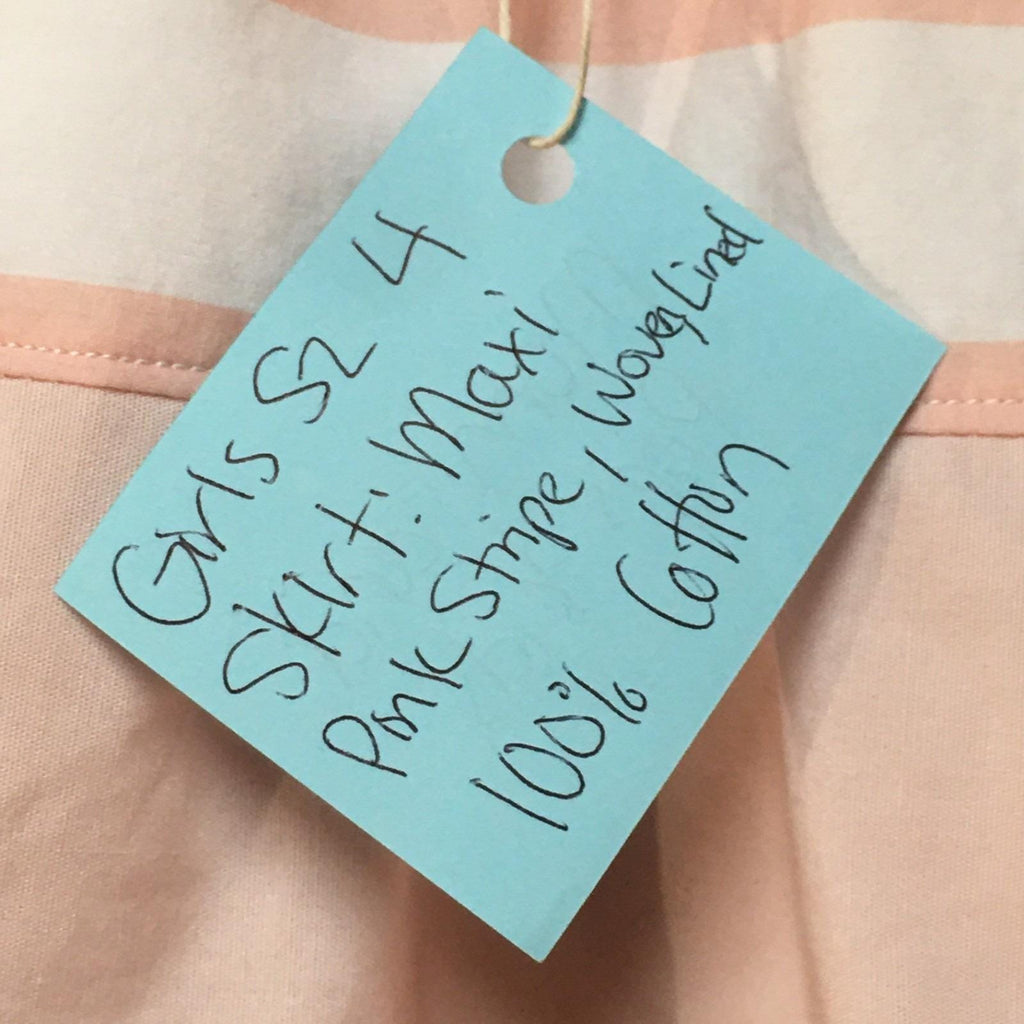 Girls Sz 4
Skirt: Maxi
Pink Stripe, Woven, Lined
100% Cotton